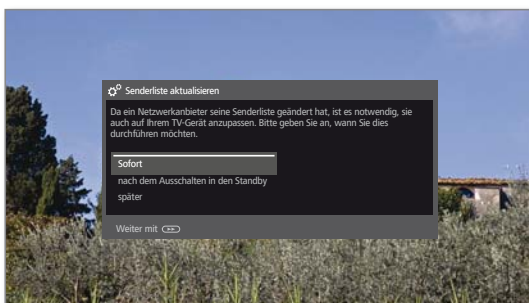 Senderliste aktualisieren
Da ein Netzwerkanbieter seine Senderliste geändert hat, ist es notwendig, sie
auch auf Ihrem TV-Gerät anzupassen. Bitte geben Sie an, wann Sie dies
durchführen möchten.
Sofort
nach dem Ausschalten in den Standby
später
Weiter mit